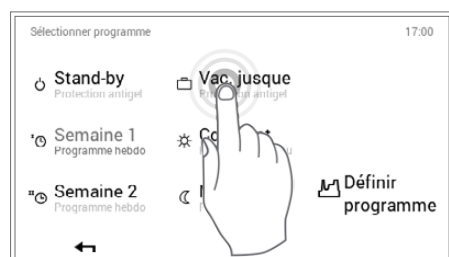 Sélectionner programme
17:00
Stand-by
Protection antigel
Vac. jusque
antigel
Semaine 1
Programme hebdo
Semaine 2
Programme hebdo
Définir
programme